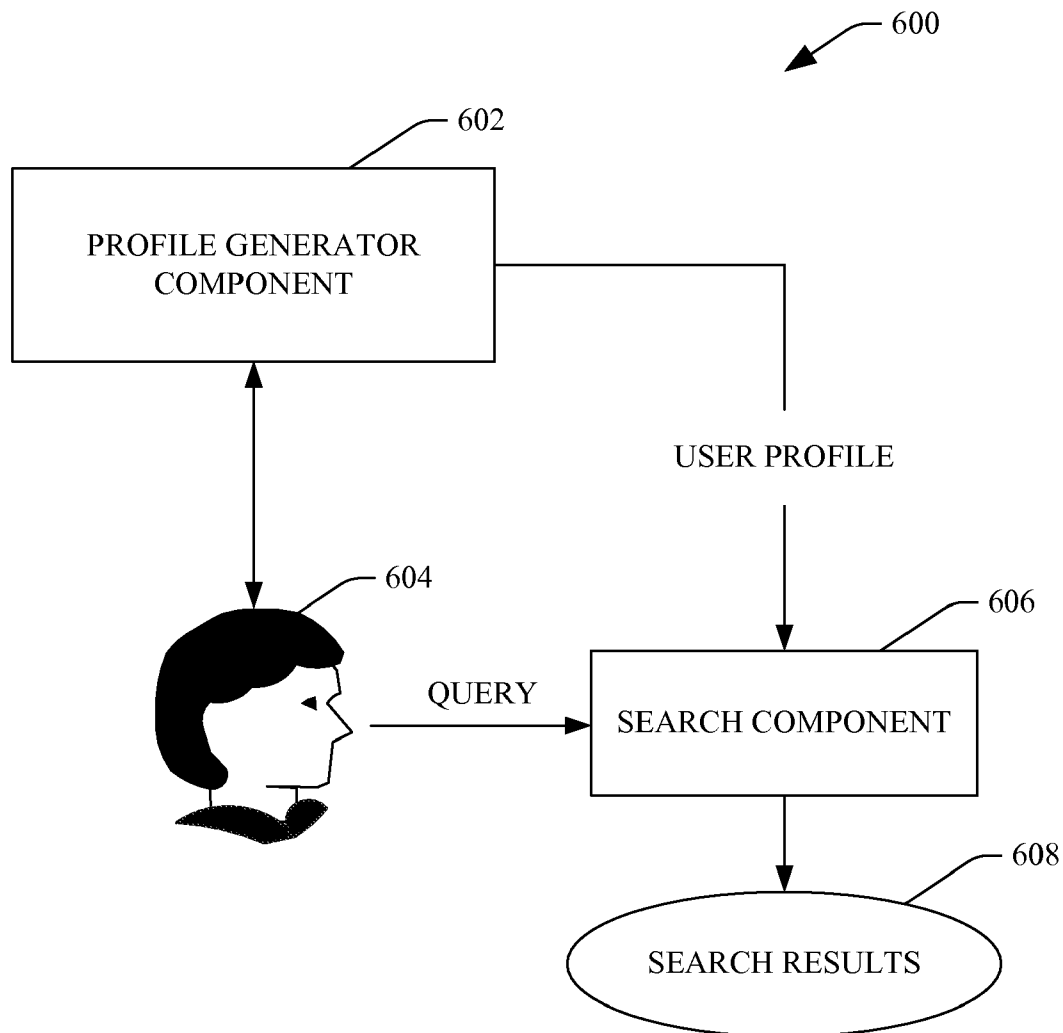 600
602
PROFILE GENERATOR
COMPONENT
USER PROFILE
604
606
QUERY
SEARCH COMPONENT
608
SEARCH RESULTS